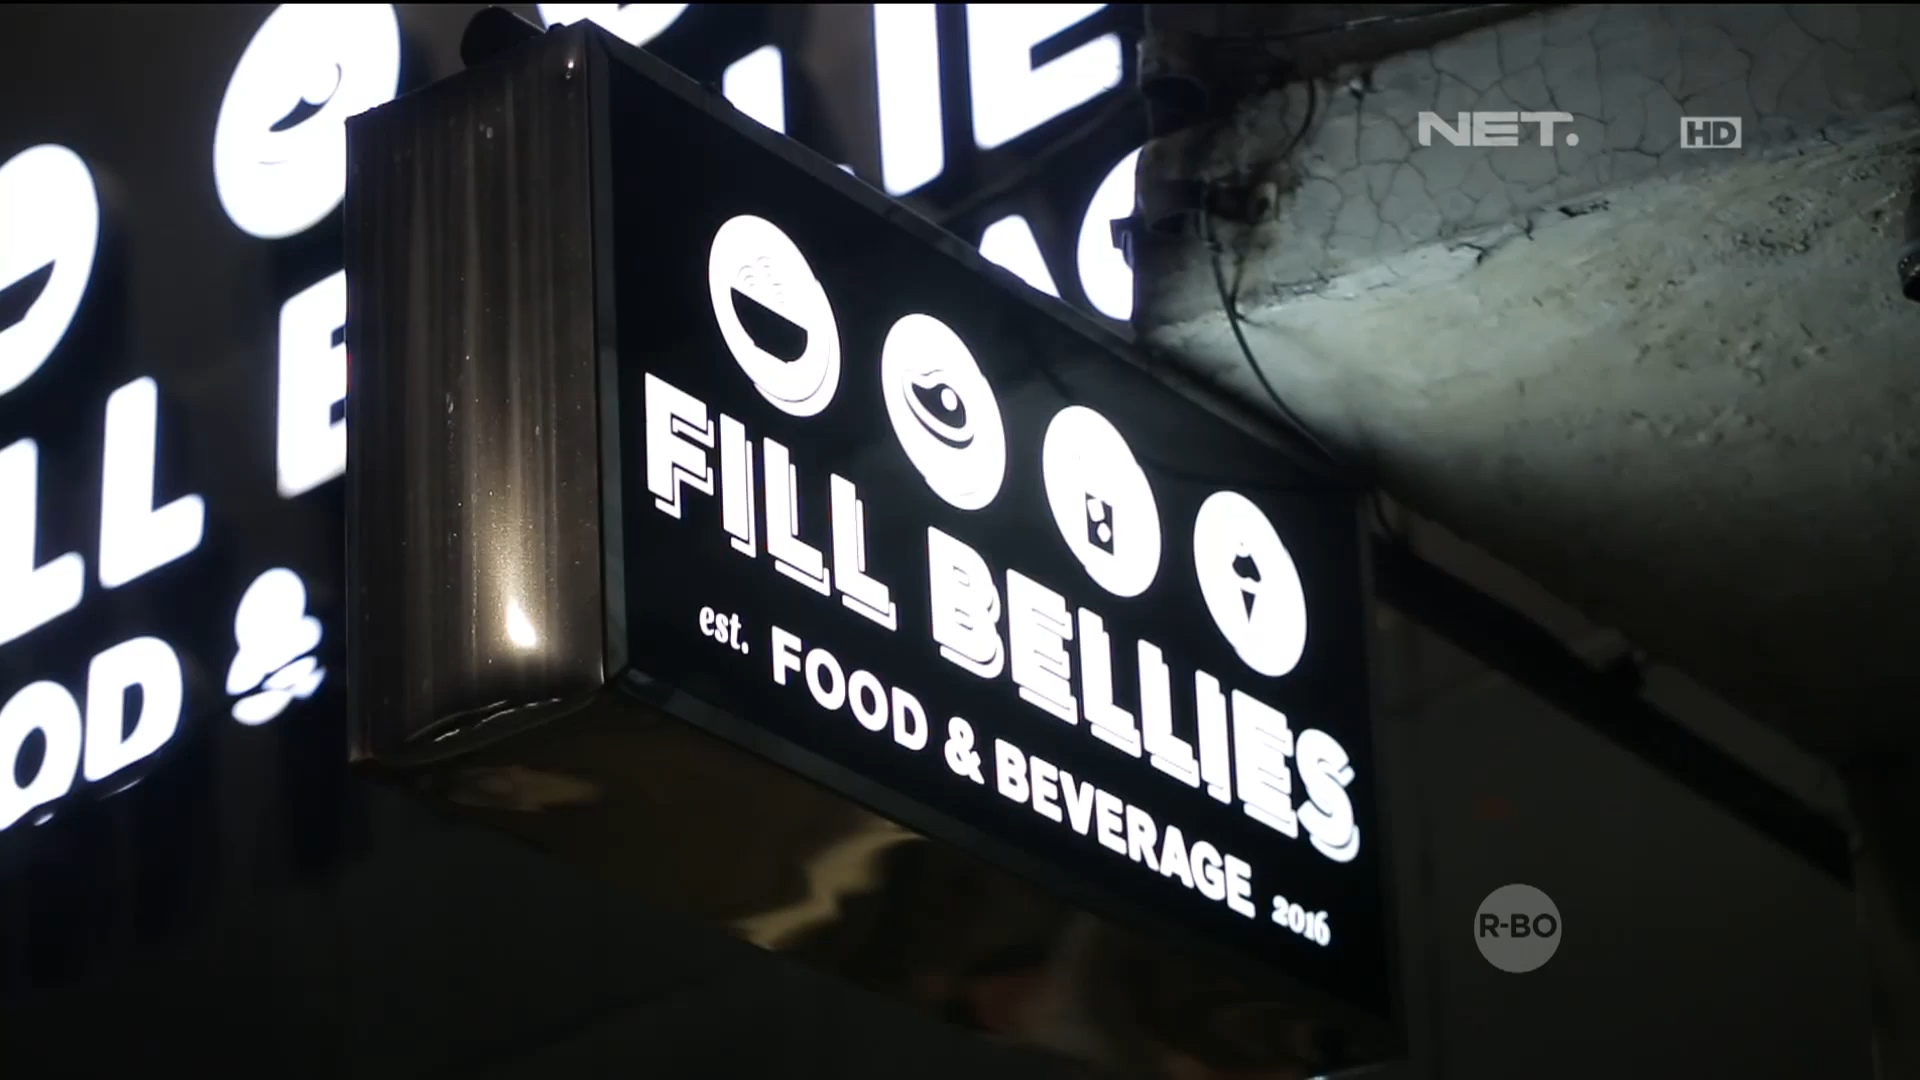 NET.
HD
FILL BELLIES
est. FOOD & BEVERAGE 2016
R-BO